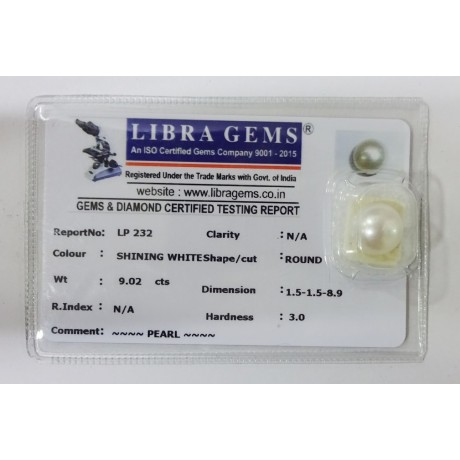 LIBRA GEMS®
An ISO Certified Gems Company 9001 - 2015
Registered Under the Trade Marks with Govt. of India
website : www.libragems.co.in
GEMS & DIAMOND CERTIFIED TESTING REPORT
ReportNo: LP 232 Clarity : N/A
Colour : SHINING WHITE Shape/cut : ROUND
Wt : 9.02 cts Dimension : 1.5-1.5-8.9
R.Index : N/A Hardness : 3.0
Comment: ~~~~ PEARL ~~~~